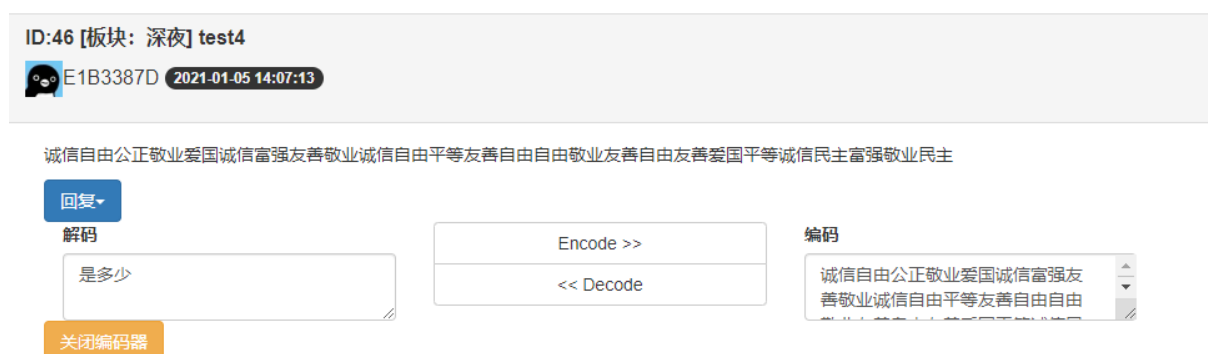 ID:46 [板块：深夜] test4
E1B3387D 2021-01-05 14:07:13
诚信自由公正敬业爱国诚信富强友善敬业诚信自由平等友善自由自由敬业友善自由友善爱国平等诚信民主富强敬业民主
回复
解码
Encode >>
编码
是多少
<< Decode
诚信自由公正敬业爱国诚信富强友
善敬业诚信自由平等友善自由自由
关闭编码器